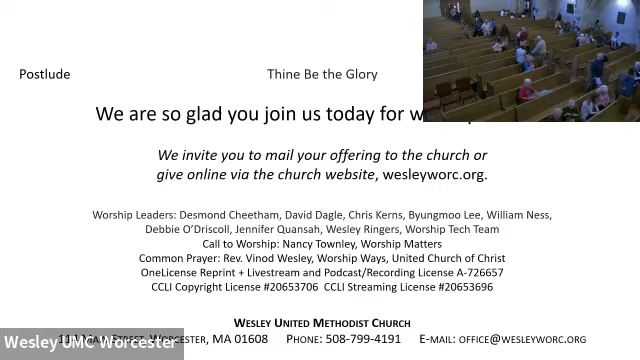 Postlude Thine Be the Glory
We are so glad you join us today for
We invite you to mail your offering to the church or
give online via the church website, wesleyworc.org.
Worship Leaders: Desmond Cheetham, David Dagle, Chris Kerns, Byungmoo Lee, William Ness,
Debbie O’Driscoll, Jennifer Quansah, Wesley Ringers, Worship Tech Team
Call to Worship: Nancy Townley, Worship Matters
Common Prayer: Rev. Vinod Wesley, Worship Ways, United Church of Christ
OneLicense Reprint + Livestream and Podcast/Recording License A-726657
CCLI Copyright License #20653706 CCLI Streaming License #20653696
WESLEY UNITED METHODIST CHURCH
MAIN STREET, WORCESTER, MA 01608 PHONE: 508-799-4191 E-MAIL: OFFICE@WESLEYWORC.ORG
Wesley UMC Worcester